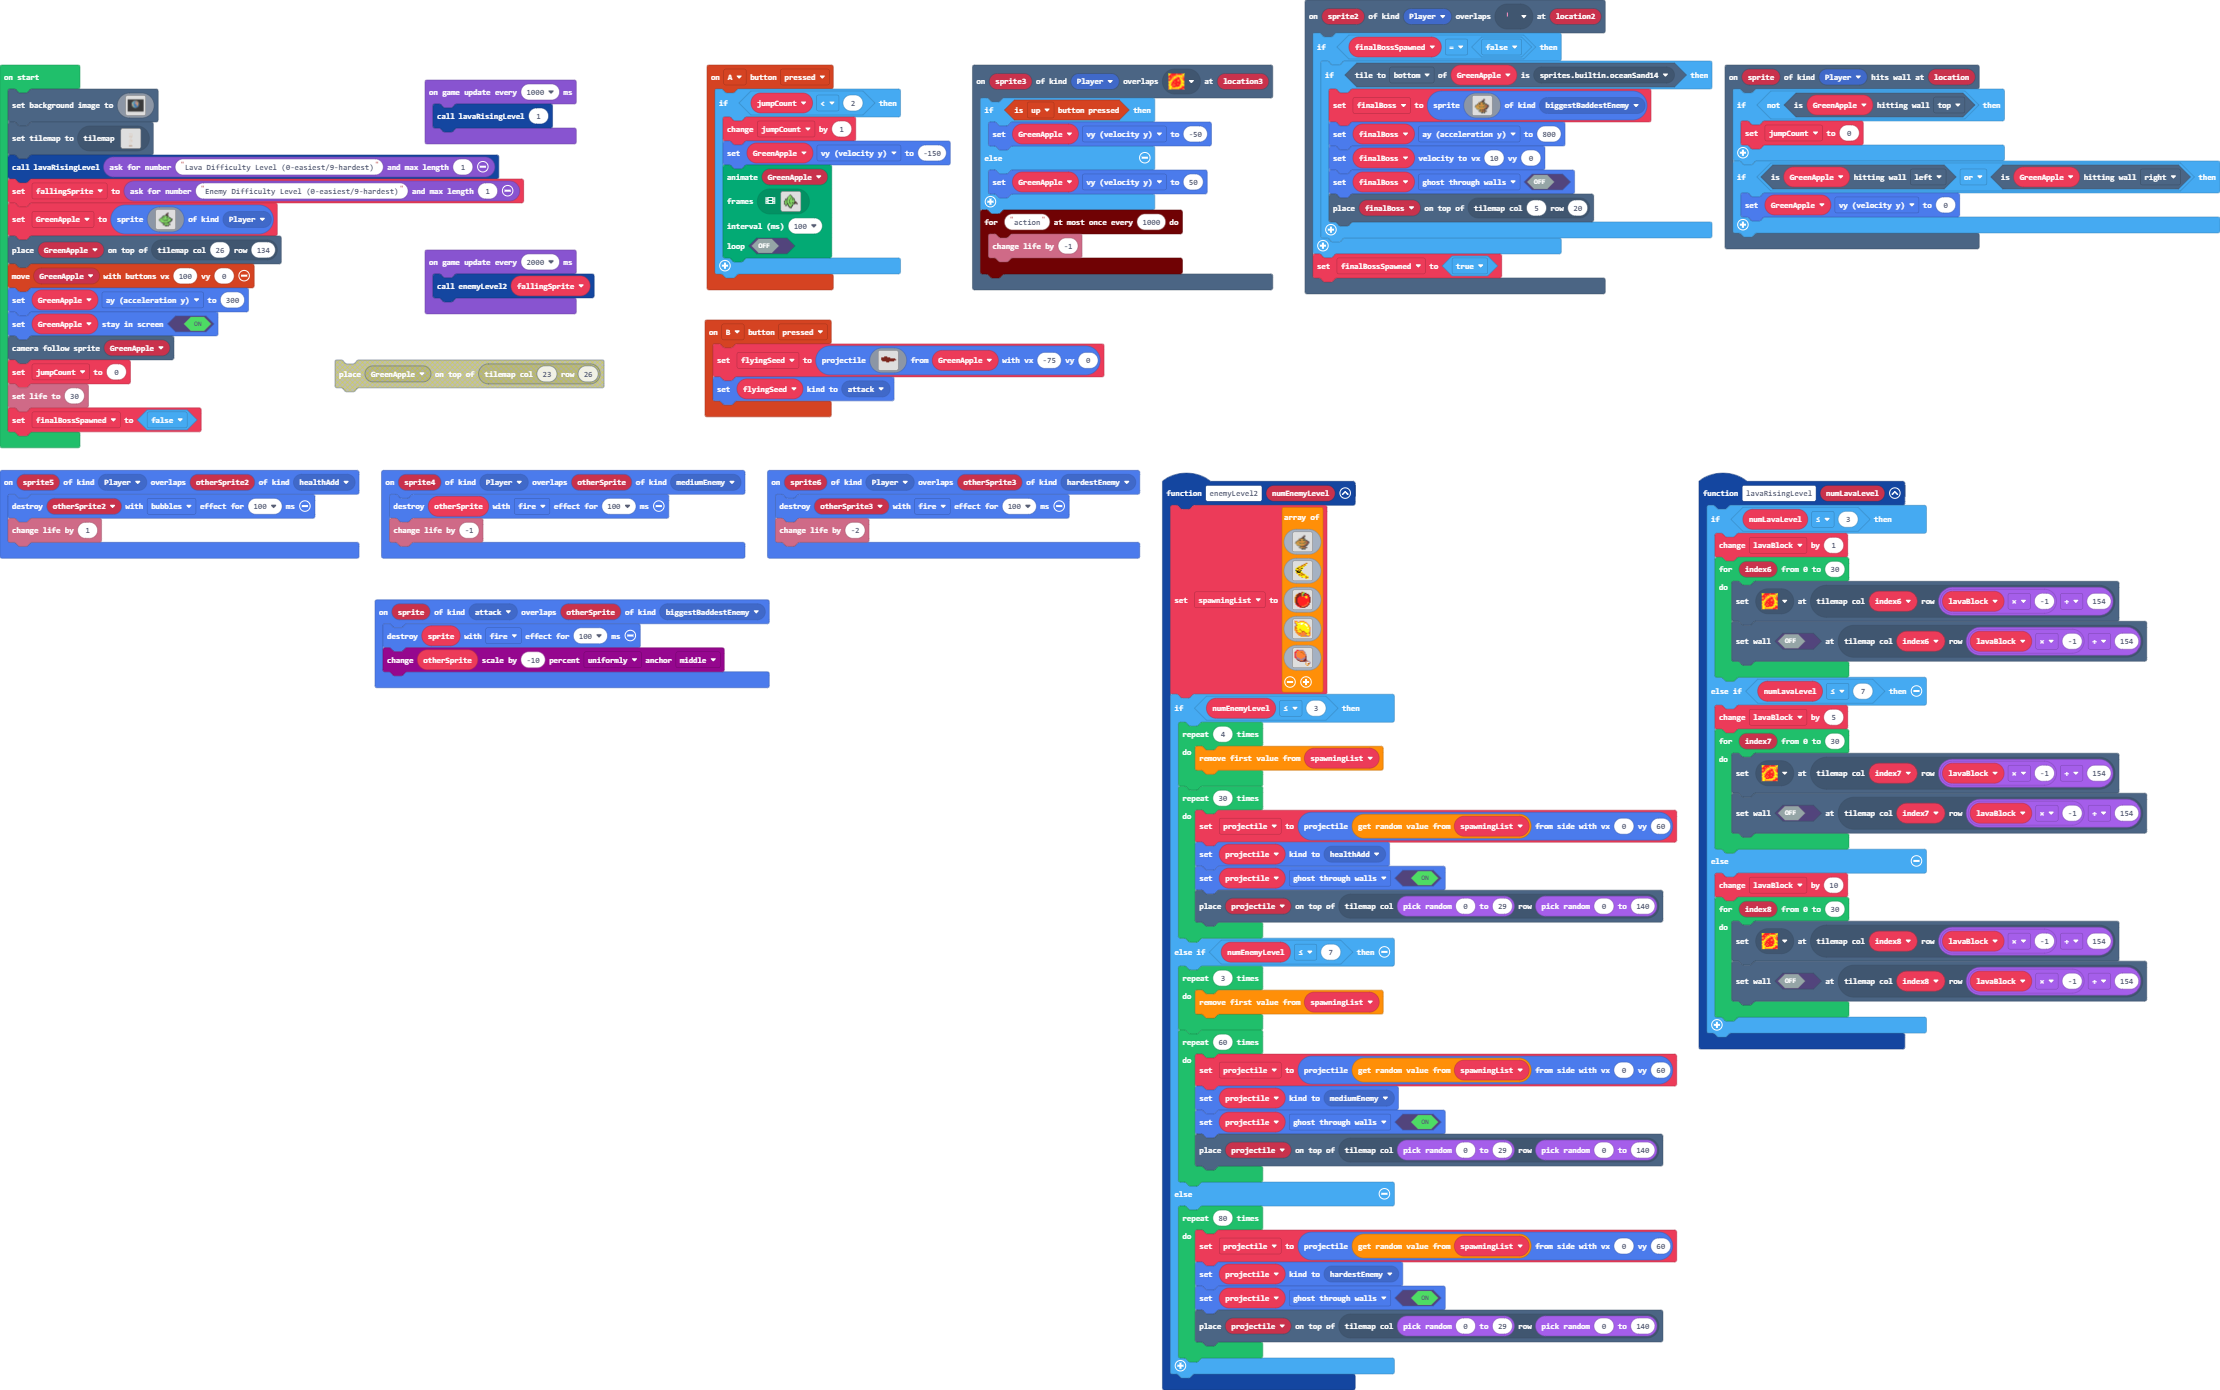 on start
set background image to
set tilemap to tilemap
call lavaRisingLevel ask for number "Lava Difficulty Level (0-easiest/9-hardest)" and max length 1
set fallingSprite to ask for number "Enemy Difficulty Level (0-easiest/9-hardest)" and max length 1
set GreenApple to sprite of kind Player
place GreenApple on top of tilemap col 26 row 134
move GreenApple with buttons vx 100 vy 0
set GreenApple ay (acceleration y) to 300
set GreenApple stay in screen ON
camera follow sprite GreenApple
set jumpCount to 0
set life to 30
set finalBossSpawned to false
on game update every 1000 ms
call lavaRisingLevel 1
on game update every 2000 ms
call enemyLevel2 fallingSprite
place GreenApple on top of tilemap col 23 row 26
on A button pressed
if jumpCount < 2 then
change jumpCount by 1
set GreenApple vy (velocity y) to -150
animate GreenApple
frames
interval (ms) 100
loop OFF
on B button pressed
set flyingSeed to projectile from GreenApple with vx -75 vy 0
set flyingSeed kind to attack
on sprite3 of kind Player overlaps at location3
if is up button pressed then
set GreenApple vy (velocity y) to -50
else
set GreenApple vy (velocity y) to 50
for "action" at most once every 1000 do
change life by -1
on sprite2 of kind Player overlaps at location2
if finalBossSpawned = false then
if tile to bottom of GreenApple is sprites.builtin.oceanSand14 then
set finalBoss to sprite of kind biggestBaddestEnemy
set finalBoss ay (acceleration y) to 800
set finalBoss velocity to vx 10 vy 0
set finalBoss ghost through walls OFF
place finalBoss on top of tilemap col 5 row 20
set finalBossSpawned to true
on sprite of kind Player hits wall at location
if not is GreenApple hitting wall top then
set jumpCount to 0
if is GreenApple hitting wall left or is GreenApple hitting wall right then
set GreenApple vy (velocity y) to 0
on sprite5 of kind Player overlaps otherSprite2 of kind healthAdd
destroy otherSprite2 with bubbles effect for 100 ms
change life by 1
on sprite4 of kind Player overlaps otherSprite of kind mediumEnemy
destroy otherSprite with fire effect for 100 ms
change life by -1
on sprite6 of kind Player overlaps otherSprite3 of kind hardestEnemy
destroy otherSprite3 with fire effect for 100 ms
change life by -2
on sprite of kind attack overlaps otherSprite of kind biggestBaddestEnemy
destroy sprite with fire effect for 100 ms
change otherSprite scale by -10 percent uniformly anchor middle
function enemyLevel2 numEnemyLevel
array of
set spawningList to
if numEnemyLevel ≤ 3 then
repeat 4 times
do
remove first value from spawningList
repeat 30 times
do
set projectile to projectile get random value from spawningList from side with vx 0 vy 60
set projectile kind to healthAdd
set projectile ghost through walls ON
place projectile on top of tilemap col pick random 0 to 29 row pick random 0 to 140
else if numEnemyLevel ≤ 7 then
repeat 3 times
do
remove first value from spawningList
repeat 60 times
do
set projectile to projectile get random value from spawningList from side with vx 0 vy 60
set projectile kind to mediumEnemy
set projectile ghost through walls ON
place projectile on top of tilemap col pick random 0 to 29 row pick random 0 to 140
else
repeat 80 times
do
set projectile to projectile get random value from spawningList from side with vx 0 vy 60
set projectile kind to hardestEnemy
set projectile ghost through walls ON
place projectile on top of tilemap col pick random 0 to 29 row pick random 0 to 140
function lavaRisingLevel numLavaLevel
if numLavaLevel ≤ 3 then
change lavaBlock by 1
for index6 from 0 to 30
do
set at tilemap col index6 row lavaBlock × -1 + 154
set wall OFF at tilemap col index6 row lavaBlock × -1 + 154
else if numLavaLevel ≤ 7 then
change lavaBlock by 5
for index7 from 0 to 30
do
set at tilemap col index7 row lavaBlock × -1 + 154
set wall OFF at tilemap col index7 row lavaBlock × -1 + 154
else
change lavaBlock by 10
for index8 from 0 to 30
do
set at tilemap col index8 row lavaBlock × -1 + 154
set wall OFF at tilemap col index8 row lavaBlock × -1 + 154